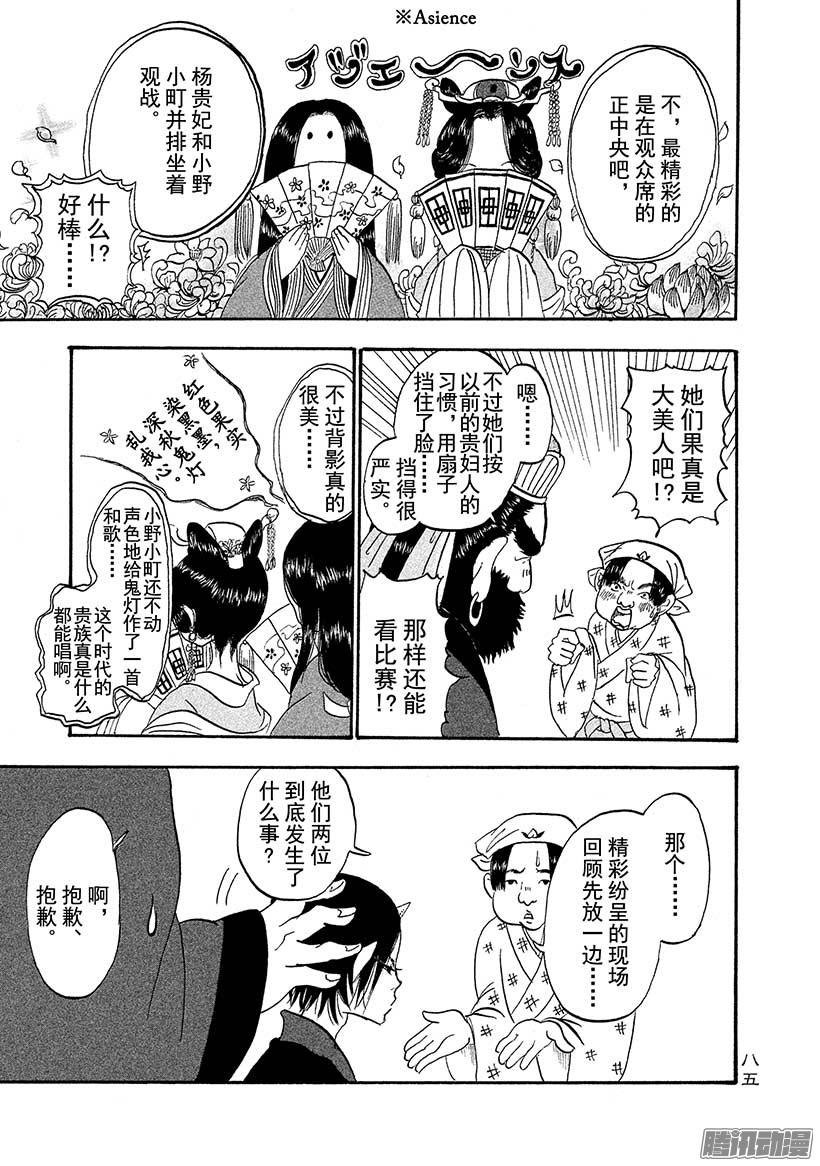 ※Asience
アジエーンス
不，最精彩的
是在观众席的
正中央吧，
杨贵妃和小野
小町并排坐着
观战。
什么!?
好棒……
她们果真是
大美人吧!?
嗯……
不过她们按
以前的贵妇人的
习惯，用扇子
挡住了脸……
挡得很
严实。
那样还能
看比赛!?
不过背影真的
很美……
红色果实
染黑墨，
深秋鬼灯
乱我心。
小野小町还不动
声色地给鬼灯作了一首
和歌……
这个时代的
贵族真是什么
都能唱啊。
那个……
精彩纷呈的现场
回顾先放一边……
他们两位
到底发生了
什么事?
啊，
抱歉、
抱歉。
八五
腾讯动漫